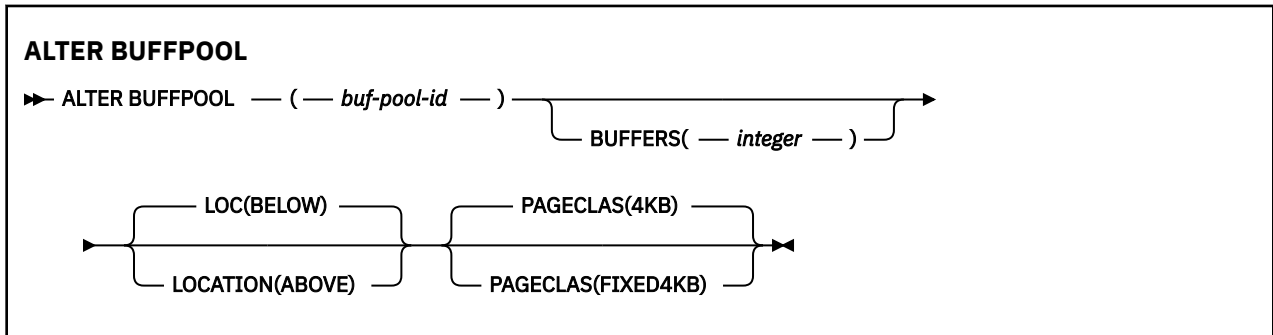 ALTER BUFFPOOL
ALTER BUFFPOOL ( buf-pool-id )
BUFFERS( integer )
LOC(BELOW) PAGECLAS(4KB)
LOCATION(ABOVE) PAGECLAS(FIXED4KB)